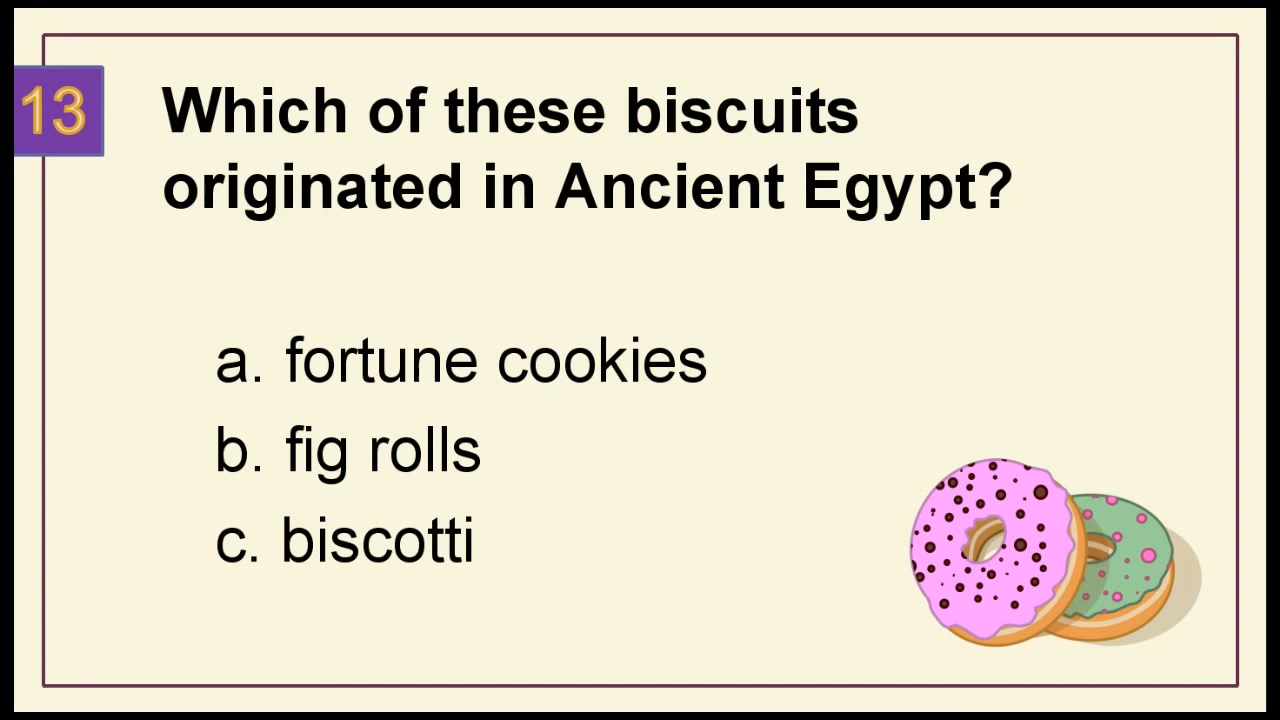 13
Which of these biscuits
originated in Ancient Egypt?
a. fortune cookies
b. fig rolls
c. biscotti